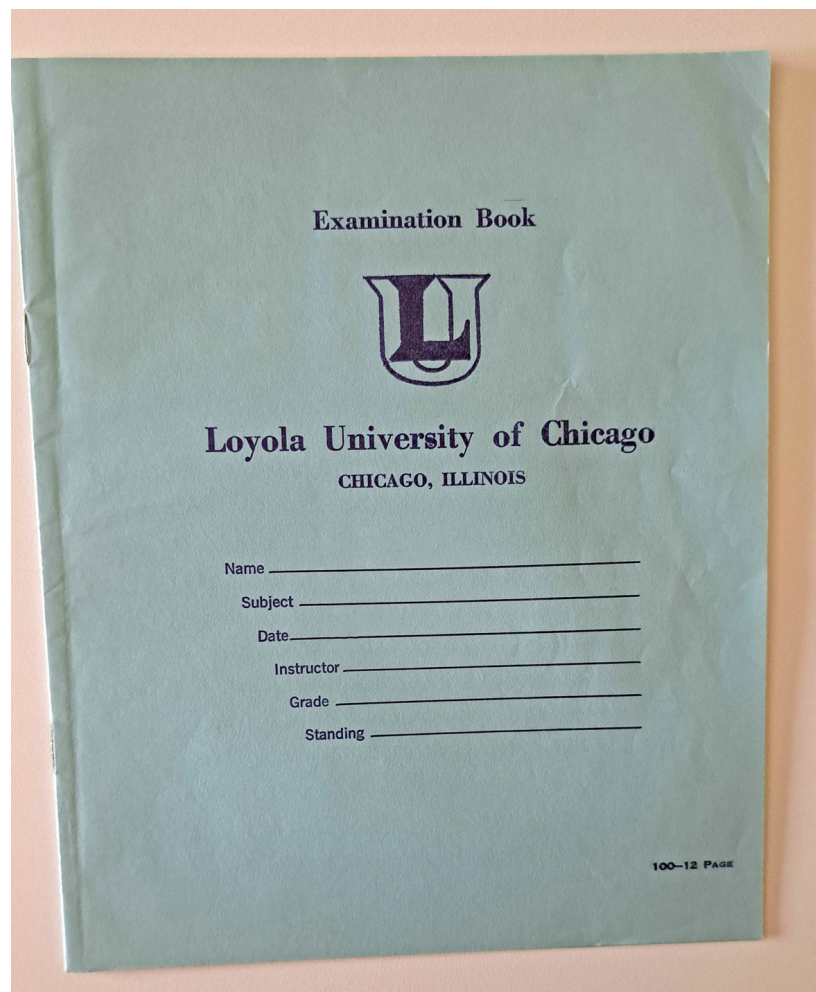 Examination Book
LU
Loyola University of Chicago
CHICAGO, ILLINOIS
Name
Subject
Date
Instructor
Grade
Standing
100–12 PAGE